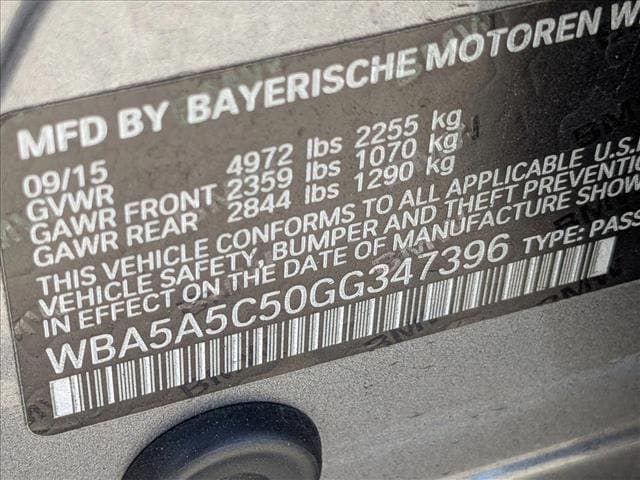 MFD BY BAYERISCHE MOTOREN W
09/15
GVWR 4972 lbs 2255 kg
GAWR FRONT 2359 lbs 1070 kg
GAWR REAR 2844 lbs 1290 kg
THIS VEHICLE CONFORMS TO ALL APPLICABLE U.S.
VEHICLE SAFETY, BUMPER AND THEFT PREVENTI
IN EFFECT ON THE DATE OF MANUFACTURE SHOW
WBA5A5C50GG347396 TYPE: PASS